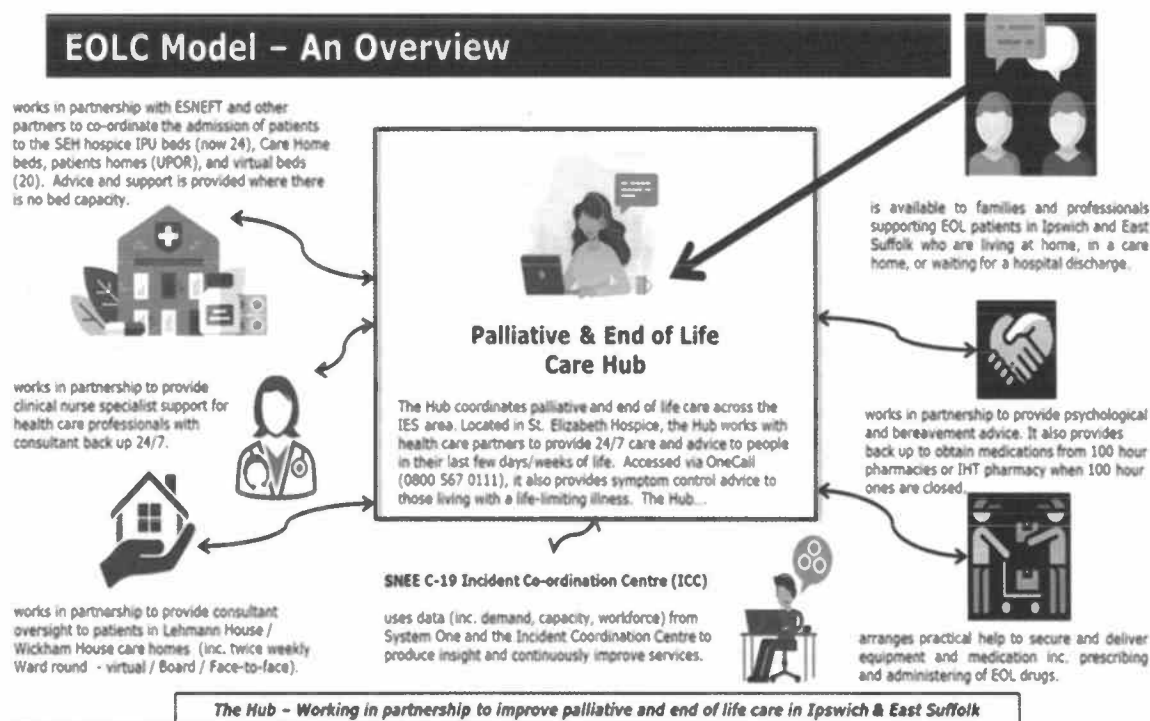 EOLC Model – An Overview
works in partnership with ESNEFT and other
partners to co-ordinate the admission of patients
to the SEH hospice IPU beds (now 24), Care Home
beds, patients homes (UPOR), and virtual beds
(20). Advice and support is provided where there
is no bed capacity.
is available to families and professionals
supporting EOL patients in Ipswich and East
Suffolk who are living at home, in a care
home, or waiting for a hospital discharge.
Palliative & End of Life
Care Hub
The Hub coordinates palliative and end of life care across the
IES area. Located in St. Elizabeth Hospice, the Hub works with
health care partners to provide 24/7 care and advice to people
in their last few days/weeks of life. Accessed via OneCall
(0800 567 0111), it also provides symptom control advice to
those living with a life-limiting illness. The Hub...
works in partnership to provide
clinical nurse specialist support for
health care professionals with
consultant back up 24/7.
works in partnership to provide psychological
and bereavement advice. It also provides
back up to obtain medications from 100 hour
pharmacies or IHT pharmacy when 100 hour
ones are closed.
works in partnership to provide consultant
oversight to patients in Lehmann House /
Wickham House care homes (inc. twice weekly
Ward round - virtual / Board / Face-to-face).
SNEE C-19 Incident Co-ordination Centre (ICC)
uses data (inc. demand, capacity, workforce) from
System One and the Incident Coordination Centre to
produce insight and continuously improve services.
arranges practical help to secure and deliver
equipment and medication inc. prescribing
and administering of EOL drugs.
The Hub – Working in partnership to improve palliative and end of life care in Ipswich & East Suffolk